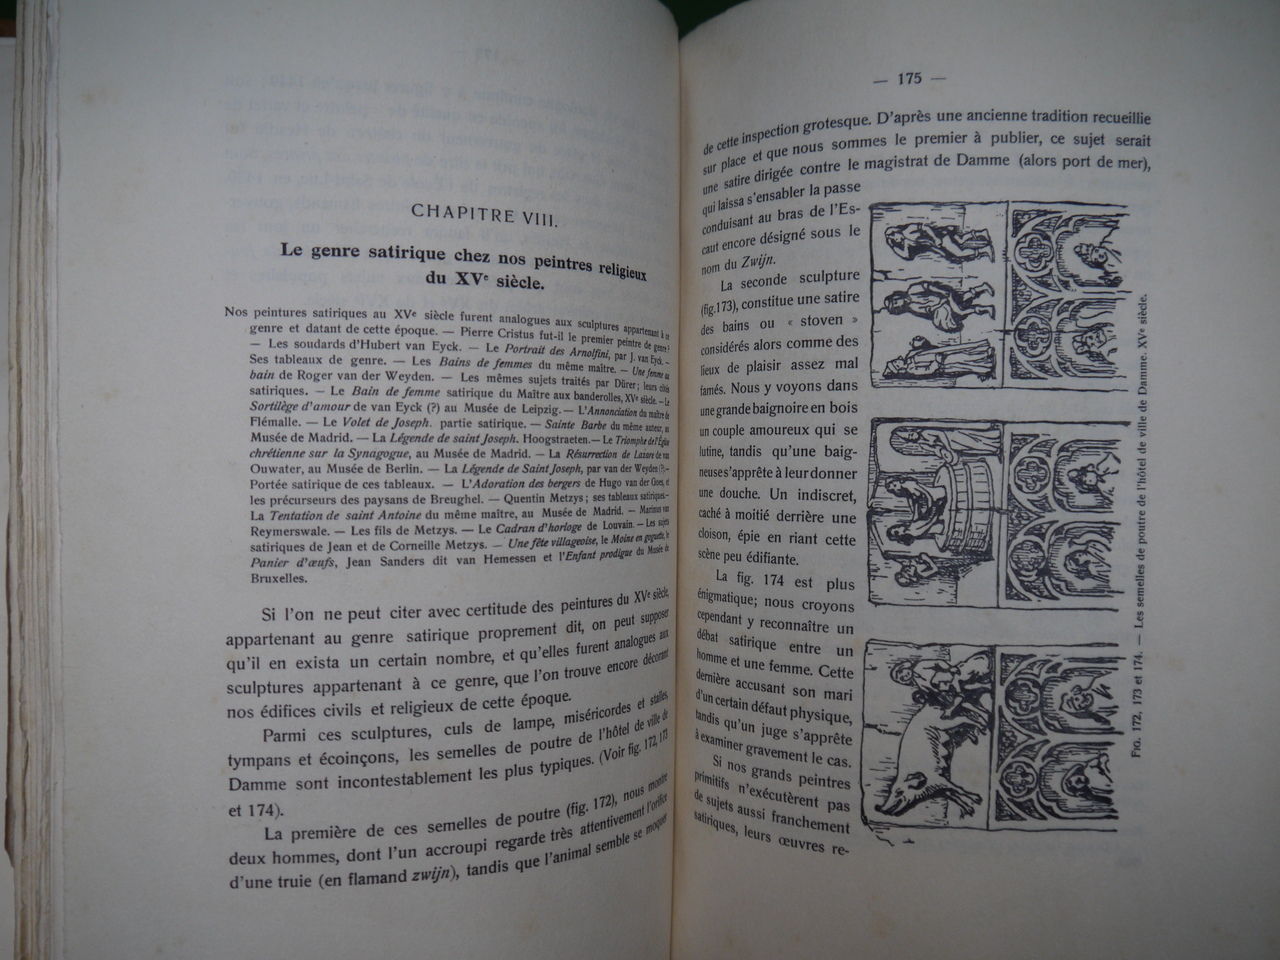 CHAPITRE VIII.
Le genre satirique chez nos peintres religieux
du XVe siècle.
Nos peintures satiriques au XVe siècle furent analogues aux sculptures appartenant à ce
genre et datant de cette époque. — Pierre Cristus fut-il le premier peintre de genre?
— Les soudards d'Hubert van Eyck. — Le Portrait des Arnolfini, par J. van Eyck. —
Ses tableaux de genre. — Les Bains de femmes du même maître. — Une femme au
bain de Roger van der Weyden. — Les mêmes sujets traités par Dürer; leurs côtés
satiriques. — Le Bain de femme satirique du Maître aux banderolles, XVe siècle. — Le
Sortilège d'amour de van Eyck (?) au Musée de Leipzig. — L'Annonciation du maître de
Flémalle. — Le Volet de Joseph. partie satirique. — Sainte Barbe du même auteur, au
Musée de Madrid. — La Légende de saint Joseph. Hoogstraeten. — Le Triomphe de l'Église
chrétienne sur la Synagogue, au Musée de Madrid. — La Résurrection de Lazare de van
Ouwater, au Musée de Berlin. — La Légende de Saint Joseph, par van der Weyden (?) —
Portée satirique de ces tableaux. — L'Adoration des bergers de Hugo van der Goes, et
les précurseurs des paysans de Breughel. — Quentin Metzys; ses tableaux satiriques. —
La Tentation de saint Antoine du même maître, au Musée de Madrid. — Marinus van
Reymerswale. — Les fils de Metzys. — Le Cadran d'horloge de Louvain. — Les sujets
satiriques de Jean et de Corneille Metzys. — Une fête villageoise, le Moine en goguette, le
Panier d'œufs, Jean Sanders dit van Hemessen et l'Enfant prodigue du Musée de
Bruxelles.
Si l'on ne peut citer avec certitude des peintures du XVe siècle,
appartenant au genre satirique proprement dit, on peut supposer
qu'il en exista un certain nombre, et qu'elles furent analogues aux
sculptures appartenant à ce genre, que l'on trouve encore décorant
nos édifices civils et religieux de cette époque.
Parmi ces sculptures, culs de lampe, miséricordes et stalles,
tympans et écoinçons, les semelles de poutre de l'hôtel de ville de
Damme sont incontestablement les plus typiques. (Voir fig. 172, 173
et 174).
La première de ces semelles de poutre (fig. 172), nous montre
deux hommes, dont l'un accroupi regarde très attentivement l'orifice
d'une truie (en flamand zwijn), tandis que l'animal semble se moquer
— 175 —
de cette inspection grotesque. D'après une ancienne tradition recueillie
sur place et que nous sommes le premier à publier, ce sujet serait
une satire dirigée contre le magistrat de Damme (alors port de mer),
qui laissa s'ensabler la passe
conduisant au bras de l'Es-
caut encore désigné sous le
nom du Zwijn.
La seconde sculpture
(fig. 173), constitue une satire
des bains ou « stoven »
considérés alors comme des
lieux de plaisir assez mal
famés. Nous y voyons dans
une grande baignoire en bois
un couple amoureux qui se
lutine, tandis qu'une baig-
neuse s'apprête à leur donner
une douche. Un indiscret,
caché à moitié derrière une
cloison, épie en riant cette
scène peu édifiante.
La fig. 174 est plus
énigmatique; nous croyons
cependant y reconnaître un
débat satirique entre un
homme et une femme. Cette
dernière accusant son mari
d'un certain défaut physique,
tandis qu'un juge s'apprête
à examiner gravement le cas.
Si nos grands peintres
primitifs n'exécutèrent pas
de sujets aussi franchement
satiriques, leurs œuvres re-
FIG. 172, 173 et 174. — Les semelles de poutre de l'hôtel de ville de Damme. XVe siècle.